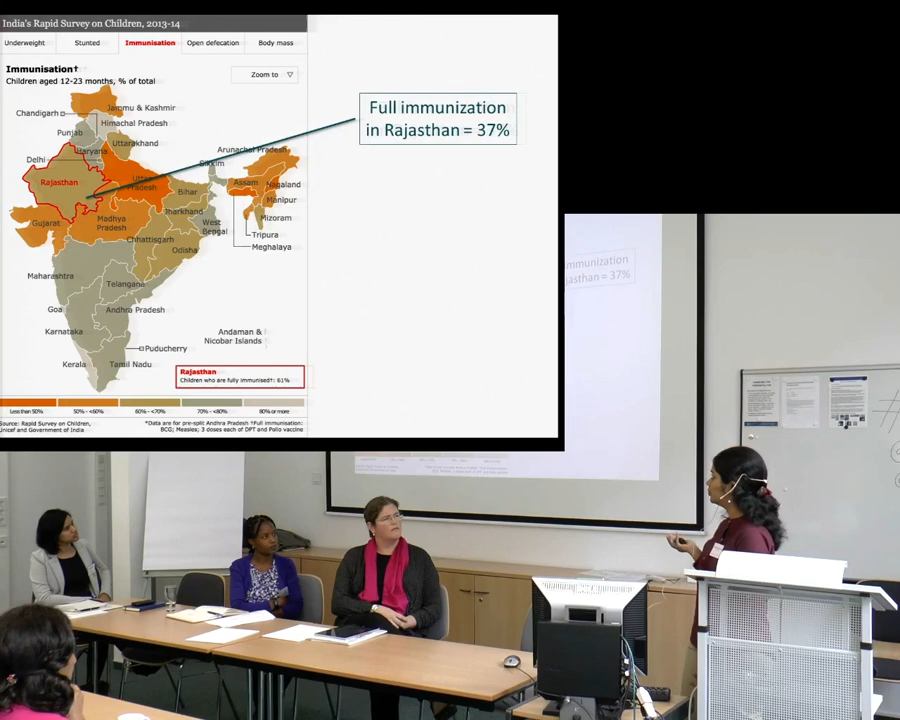 India's Rapid Survey on Children, 2013-14
Underweight
Stunted
Immunisation
Open defecation
Body mass
Immunisation†
Children aged 12-23 months, % of total
Zoom to
Full immunization
in Rajasthan = 37%
Jammu & Kashmir
Chandigarh
Himachal Pradesh
Punjab
Uttarakhand
Haryana
Arunachal Pradesh
Delhi
Sikkim
Rajasthan
Uttar
Pradesh
Assam
Nagaland
Bihar
Manipur
Jharkhand
Mizoram
Gujarat
Madhya
Pradesh
West
Bengal
Tripura
Chhattisgarh
Meghalaya
Odisha
Maharashtra
Telangana
Goa
Andhra Pradesh
Karnataka
Andaman &
Nicobar Islands
Puducherry
Kerala
Tamil Nadu
Rajasthan
Children who are fully immunised†: 61%
Less than 50%
50% - <60%
60% - <70%
70% - <80%
80% or more
Source: Rapid Survey on Children,
Unicef and Government of India
*Data are for pre-split Andhra Pradesh †Full immunisation:
BCG; Measles; 3 doses each of DPT and Polio vaccine
mmunization
jasthan = 37%